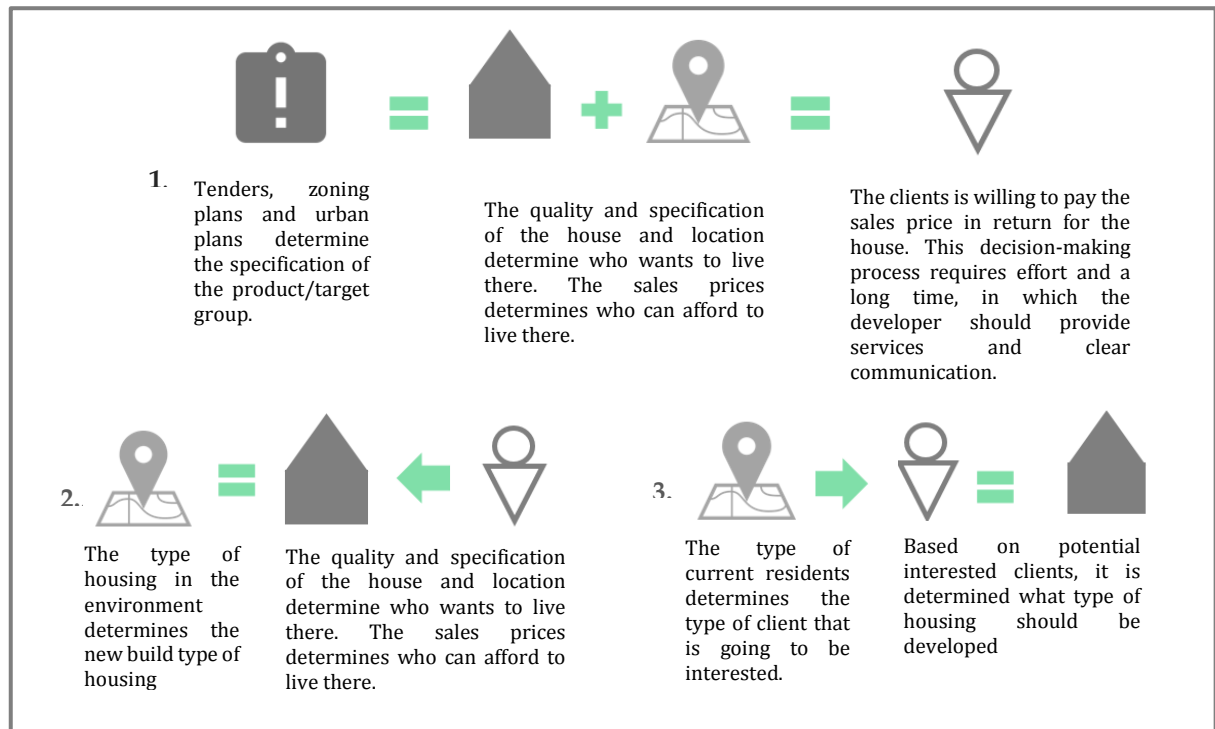 1.
Tenders, zoning
plans and urban
plans determine
the specification of
the product/target
group.
The quality and specification
of the house and location
determine who wants to live
there. The sales prices
determines who can afford to
live there.
The clients is willing to pay the
sales price in return for the
house. This decision-making
process requires effort and a
long time, in which the
developer should provide
services and clear
communication.
2.
The type of
housing in the
environment
determines the
new build type of
housing
The quality and specification
of the house and location
determine who wants to live
there. The sales prices
determines who can afford to
live there.
3.
The type of
current residents
determines the
type of client that
is going to be
interested.
Based on potential
interested clients, it is
determined what type of
housing should be
developed